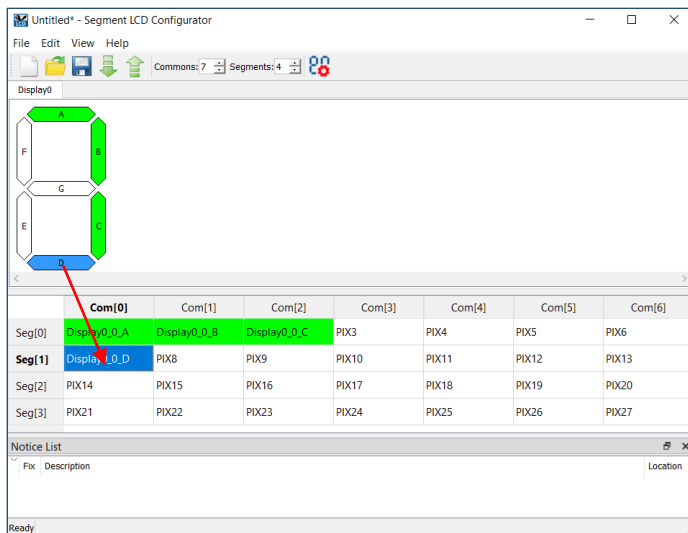 LCD Untitled* - Segment LCD Configurator
File Edit View Help
Commons: 7 Segments: 4
Display0
A
F B
G
E C
D
Com[0] Com[1] Com[2] Com[3] Com[4] Com[5] Com[6]
Seg[0] Display0_0_A Display0_0_B Display0_0_C PIX3 PIX4 PIX5 PIX6
Seg[1] Display0_0_D PIX8 PIX9 PIX10 PIX11 PIX12 PIX13
Seg[2] PIX14 PIX15 PIX16 PIX17 PIX18 PIX19 PIX20
Seg[3] PIX21 PIX22 PIX23 PIX24 PIX25 PIX26 PIX27
Notice List
Fix Description Location
Ready